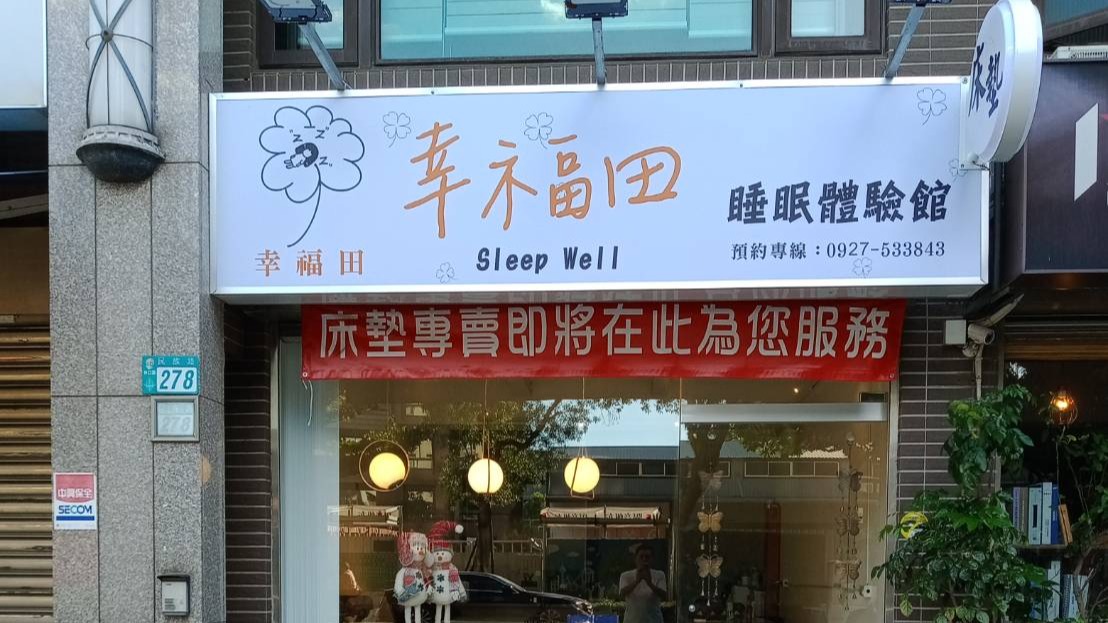 幸福田
睡眠體驗館
Sleep Well
預約專線：0927-533843
幸福田
床墊
床墊專賣即將在此為您服務
民族路
278
278
中興保全
SECOM